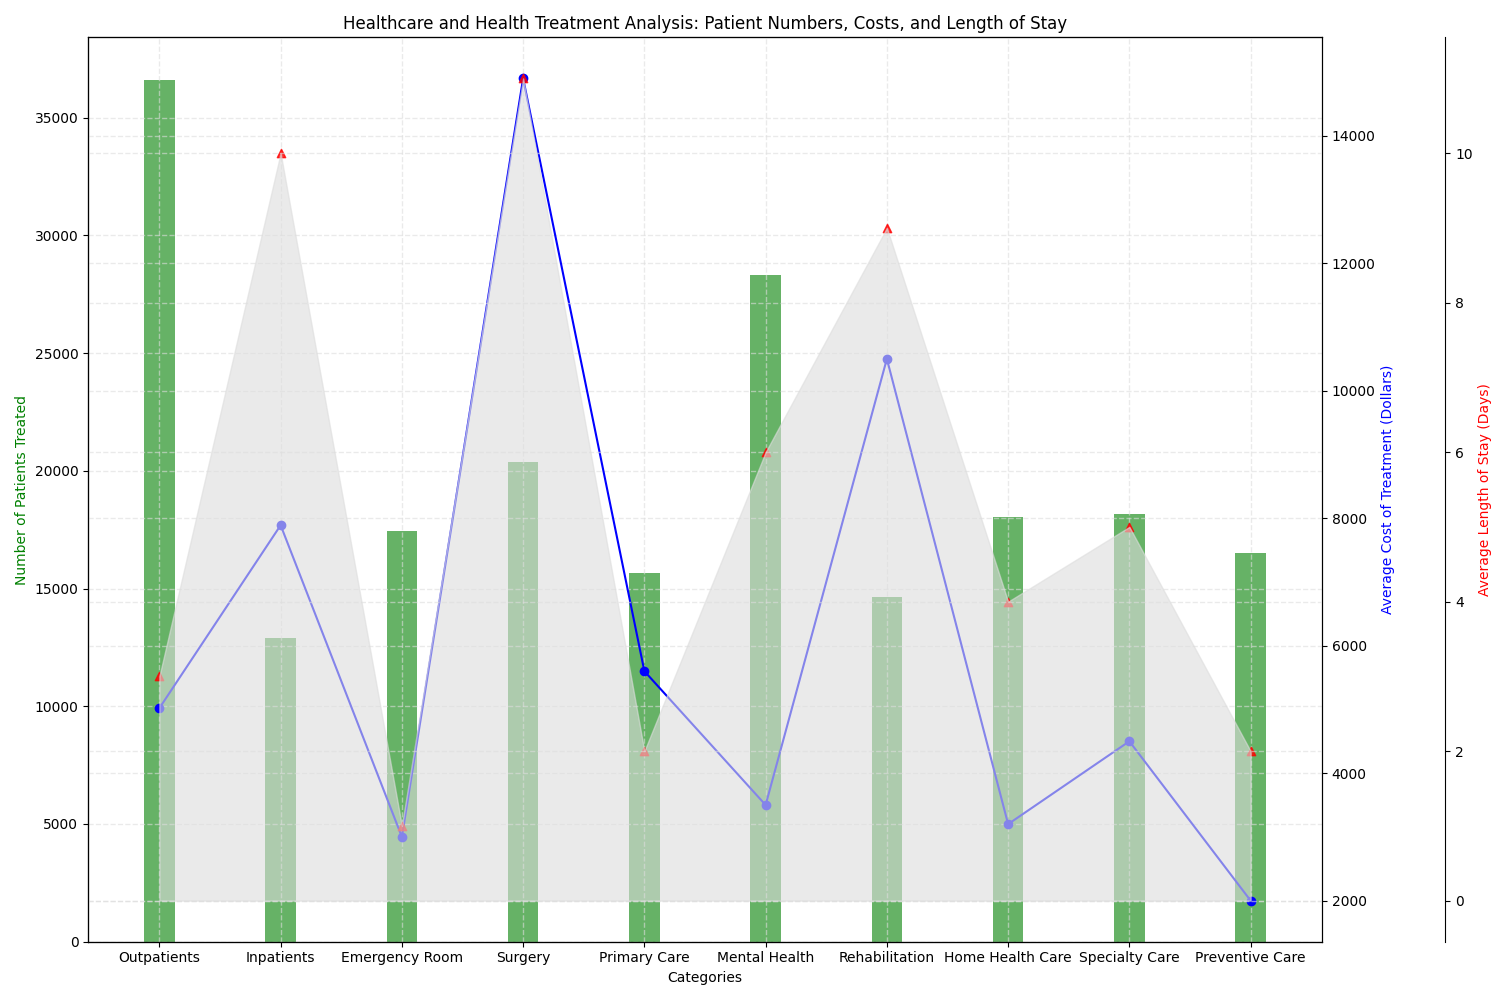 Healthcare and Health Treatment Analysis: Patient Numbers, Costs, and Length of Stay
Number of Patients Treated
35000
30000
25000
20000
15000
10000
5000
0
14000
12000
10000
8000
6000
4000
2000
Average Cost of Treatment (Dollars)
10
8
6
4
2
0
Average Length of Stay (Days)
Outpatients
Inpatients
Emergency Room
Surgery
Primary Care
Mental Health
Rehabilitation
Home Health Care
Specialty Care
Preventive Care
Categories